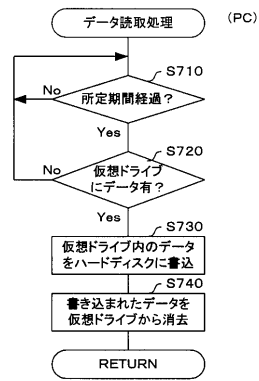 データ読取処理
(PC)
S710
No
所定期間経過?
Yes
S720
No
仮想ドライブ
にデータ有?
Yes
S730
仮想ドライブ内のデータ
をハードディスクに書込
S740
書き込まれたデータを
仮想ドライブから消去
RETURN